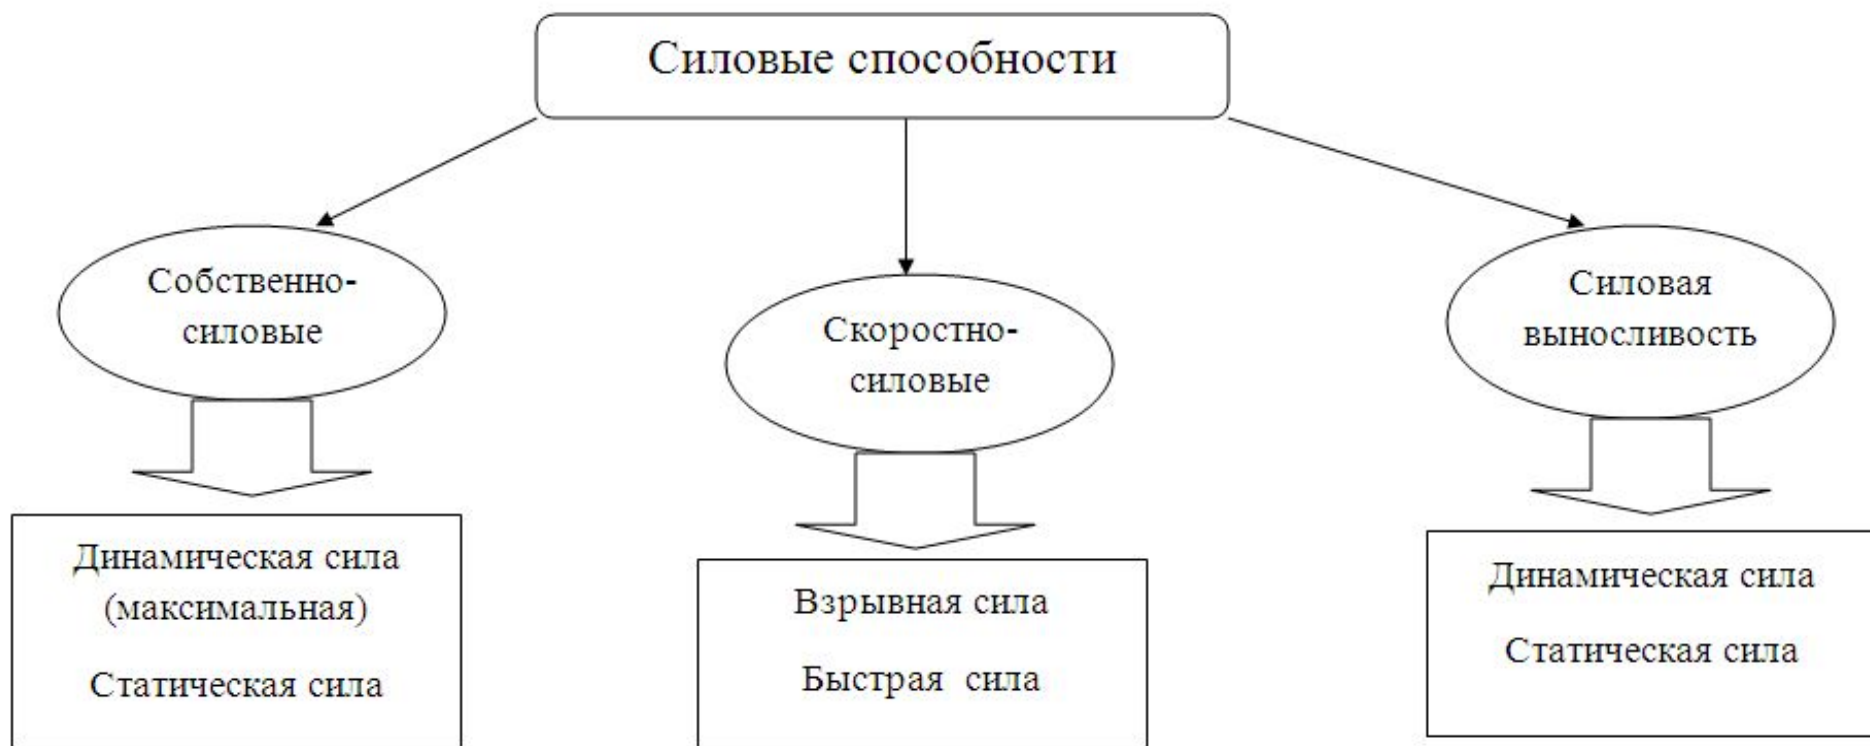 Силовые способности
Собственно-
силовые
Скоростно-
силовые
Силовая
выносливость
Динамическая сила
(максимальная)
Статическая сила
Взрывная сила
Быстрая сила
Динамическая сила
Статическая сила